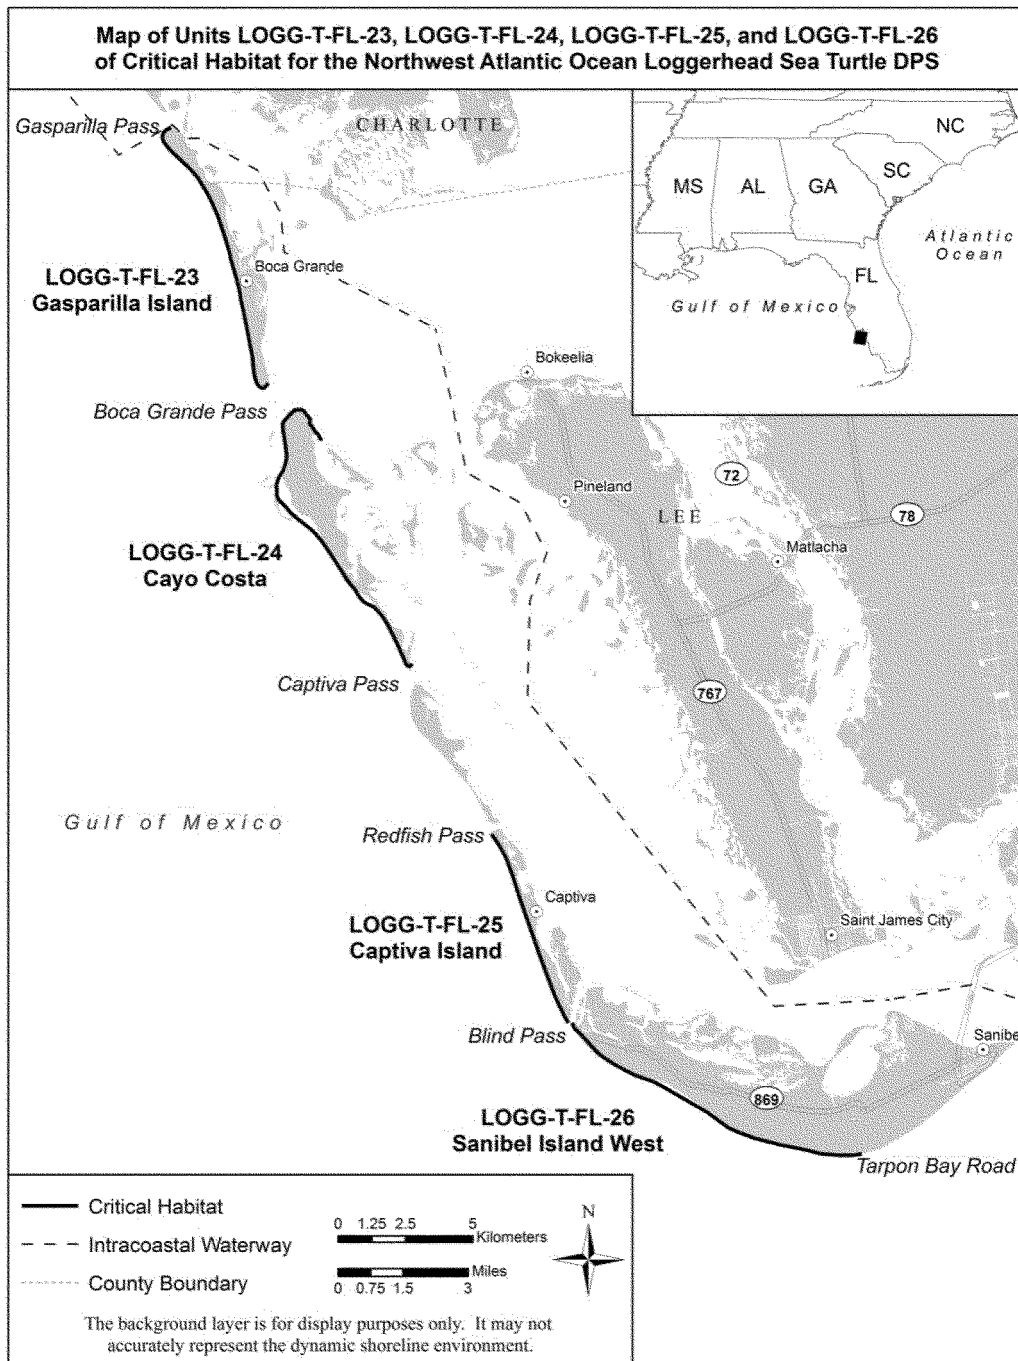 Map of Units LOGG-T-FL-23, LOGG-T-FL-24, LOGG-T-FL-25, and LOGG-T-FL-26
of Critical Habitat for the Northwest Atlantic Ocean Loggerhead Sea Turtle DPS
Gasparilla Pass
CHARLOTTE
NC
SC
MS
AL
GA
Atlantic
Ocean
FL
Gulf of Mexico
Boca Grande
LOGG-T-FL-23
Gasparilla Island
Bokeelia
Boca Grande Pass
72
Pineland
LEE
78
Matlacha
LOGG-T-FL-24
Cayo Costa
Captiva Pass
767
Gulf of Mexico
Redfish Pass
Captiva
LOGG-T-FL-25
Captiva Island
Saint James City
Blind Pass
Sanibe
869
LOGG-T-FL-26
Sanibel Island West
Tarpon Bay Road
Critical Habitat
Intracoastal Waterway
County Boundary
0 1.25 2.5 5
Kilometers
Miles
0 0.75 1.5 3
N
The background layer is for display purposes only. It may not
accurately represent the dynamic shoreline environment.